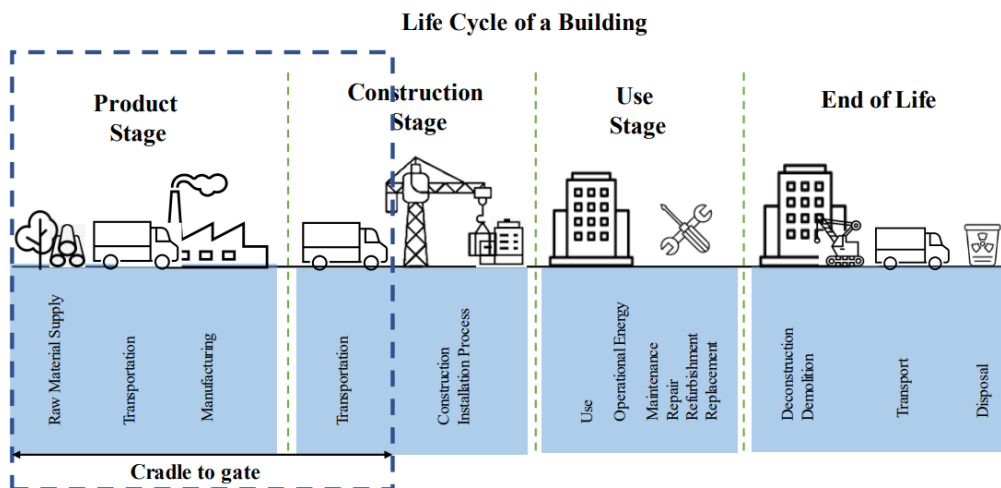 Life Cycle of a Building
Product
Stage
Construction
Stage
Use
Stage
End of Life
Raw Material Supply
Transportation
Manufacturing
Transportation
Construction
Installation Process
Use
Operational Energy
Maintenance
Repair
Refurbishment
Replacement
Deconstruction
Demolition
Transport
Disposal
Cradle to gate